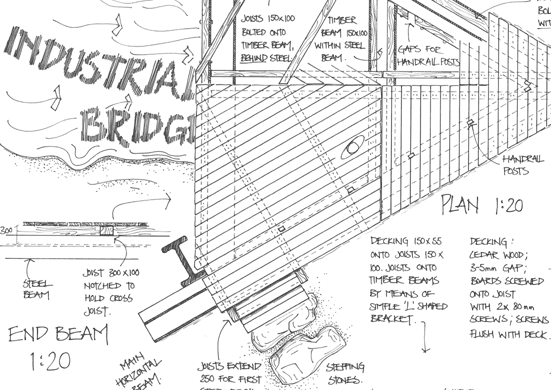 INDUSTRIAL
BRIDGE
JOISTS 150x100
BOLTED ONTO
TIMBER BEAM,
BEHIND STEEL
TIMBER
BEAM 150x100
WITHIN STEEL
BEAM.
GAPS FOR
HANDRAIL POSTS
HANDRAIL
POSTS
PLAN 1:20
300
STEEL
BEAM
JOIST 300x100
NOTCHED TO
HOLD CROSS
JOIST.
END BEAM
1:20
MAIN
HORIZONTAL
BEAM.
JOISTS EXTEND
250 FOR FIRST
STEPPING
STONES.
DECKING 150x55
ONTO JOISTS 150x
100. JOISTS ONTO
TIMBER BEAMS
BY MEANS OF
SIMPLE 'L' SHAPED
BRACKET.
DECKING:
CEDAR WOOD;
3-5mm GAP;
BOARDS SCREWED
ONTO JOIST
WITH 2x 80mm
SCREWS; SCREWS
FLUSH WITH DECK.